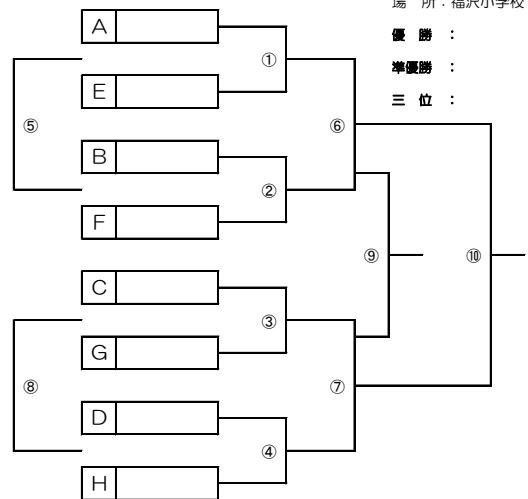 場 所：福沢小学校
優 勝 ：
準優勝 ：
三 位 ：
A
①
E
⑤
⑥
B
②
F
⑨
⑩
C
③
G
⑧
⑦
D
④
H